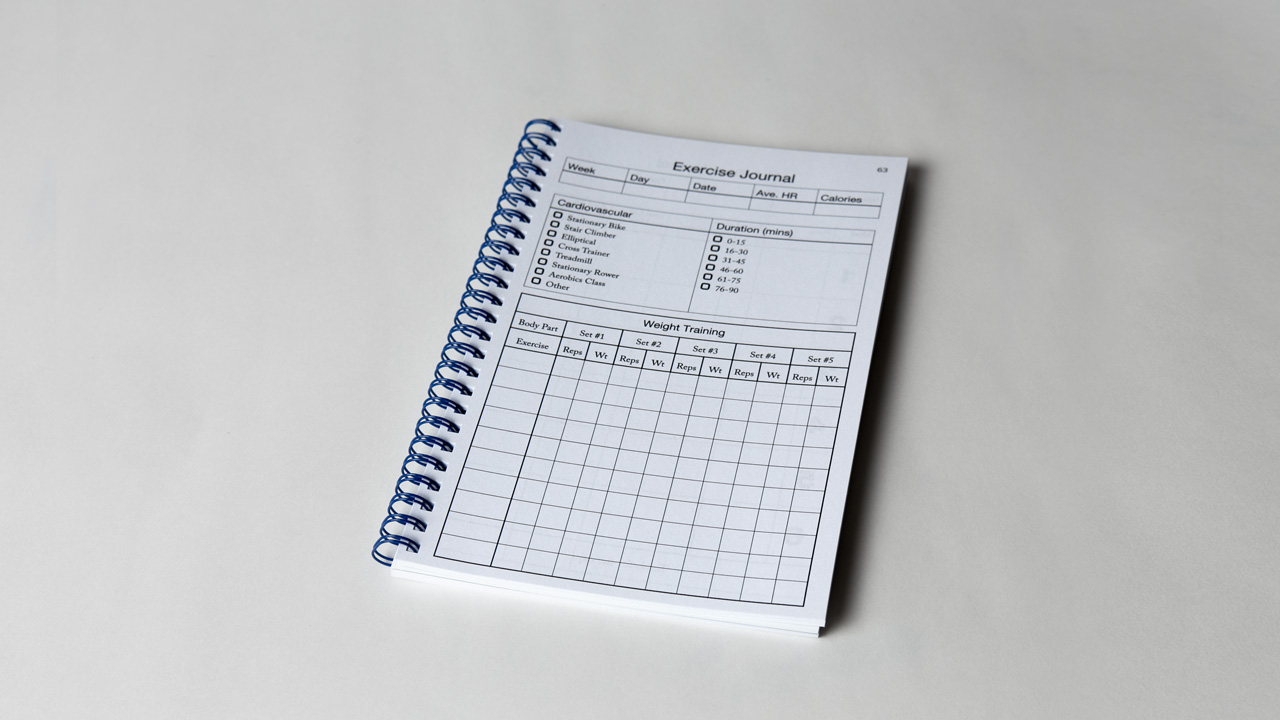 63
Exercise Journal
Week Day Date Ave. HR Calories
Cardiovascular
Stationary Bike
Stair Climber
Elliptical
Cross Trainer
Treadmill
Stationary Rower
Aerobics Class
Other
Duration (mins)
0-15
16-30
31-45
46-60
61-75
76-90
Weight Training
Body Part Set #1 Set #2 Set #3 Set #4 Set #5
Exercise Reps Wt Reps Wt Reps Wt Reps Wt Reps Wt